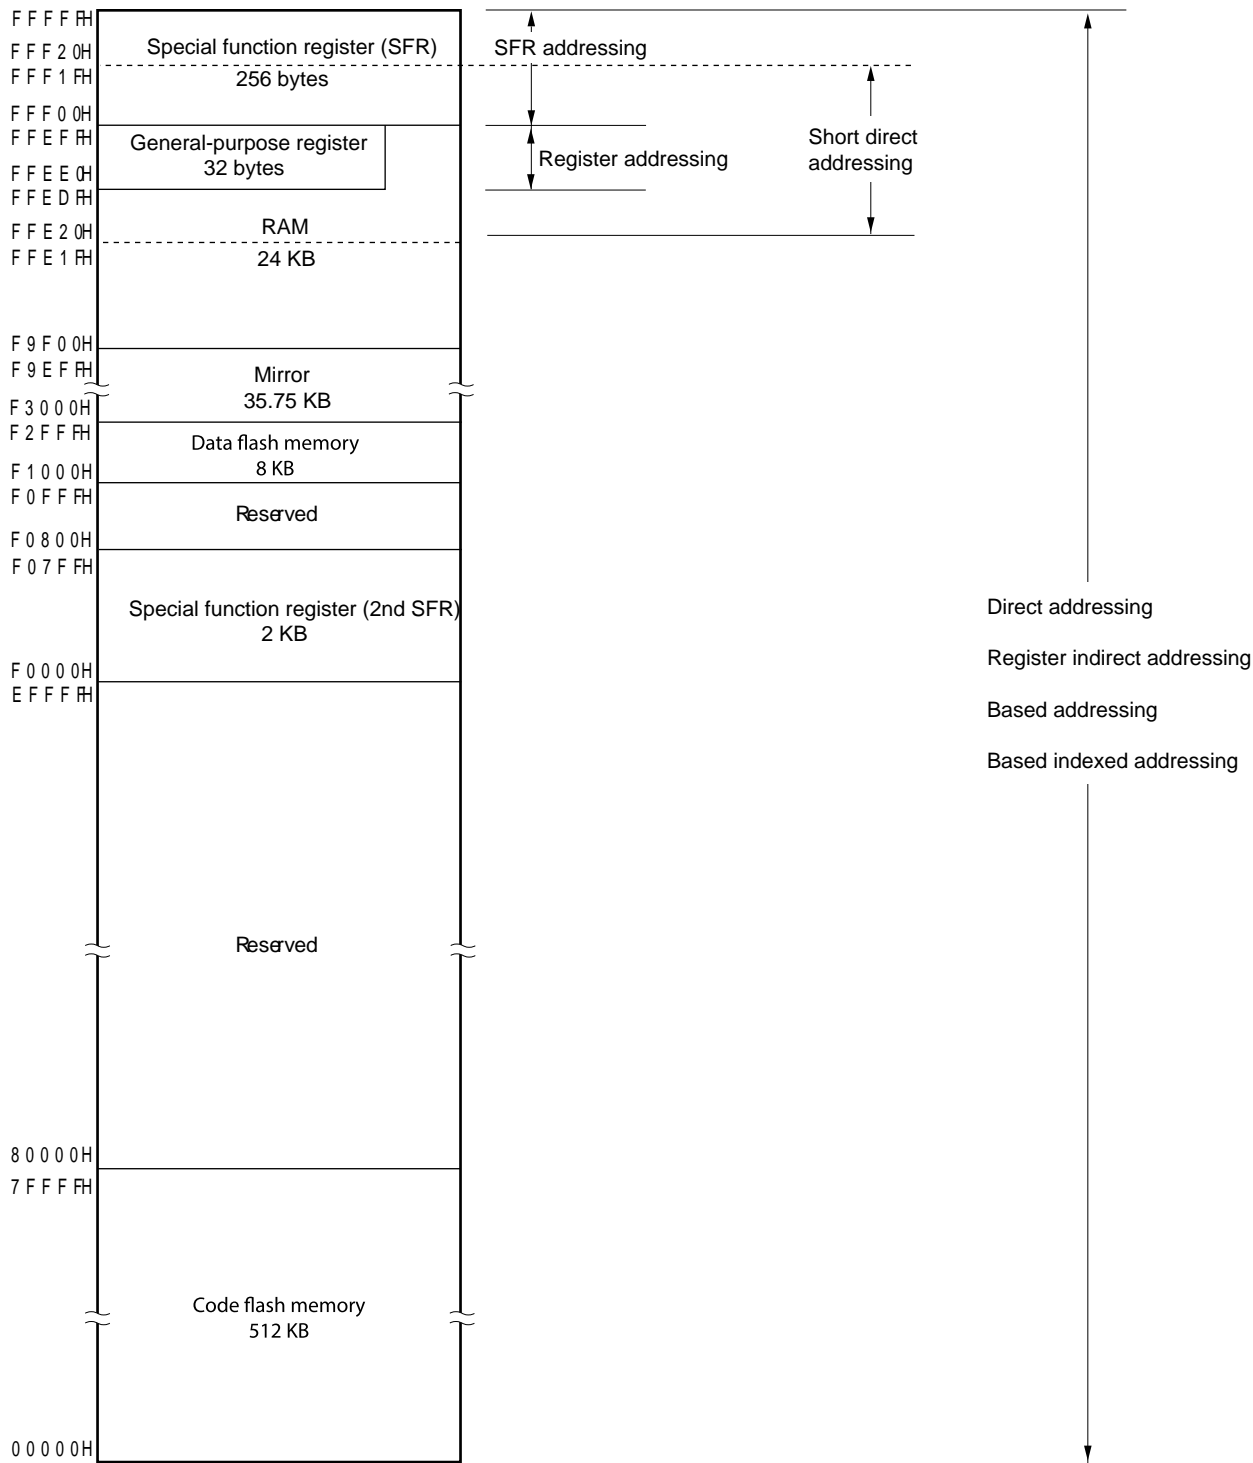 FFFFFH
FFF20H
FFF1FH
FFF00H
FFEFFH
FFEE0H
FFEDFH
FFE20H
FFE1FH
F9F00H
F9EFFH
F3000H
F2FFFH
F1000H
F0FFFH
F0800H
F07FFH
F0000H
EFFFFH
80000H
7FFFFH
00000H
Special function register (SFR)
256 bytes
General-purpose register
32 bytes
RAM
24 KB
Mirror
35.75 KB
Data flash memory
8 KB
Reserved
Special function register (2nd SFR)
2 KB
Reserved
Code flash memory
512 KB
SFR addressing
Register addressing
Short direct
addressing
Direct addressing
Register indirect addressing
Based addressing
Based indexed addressing